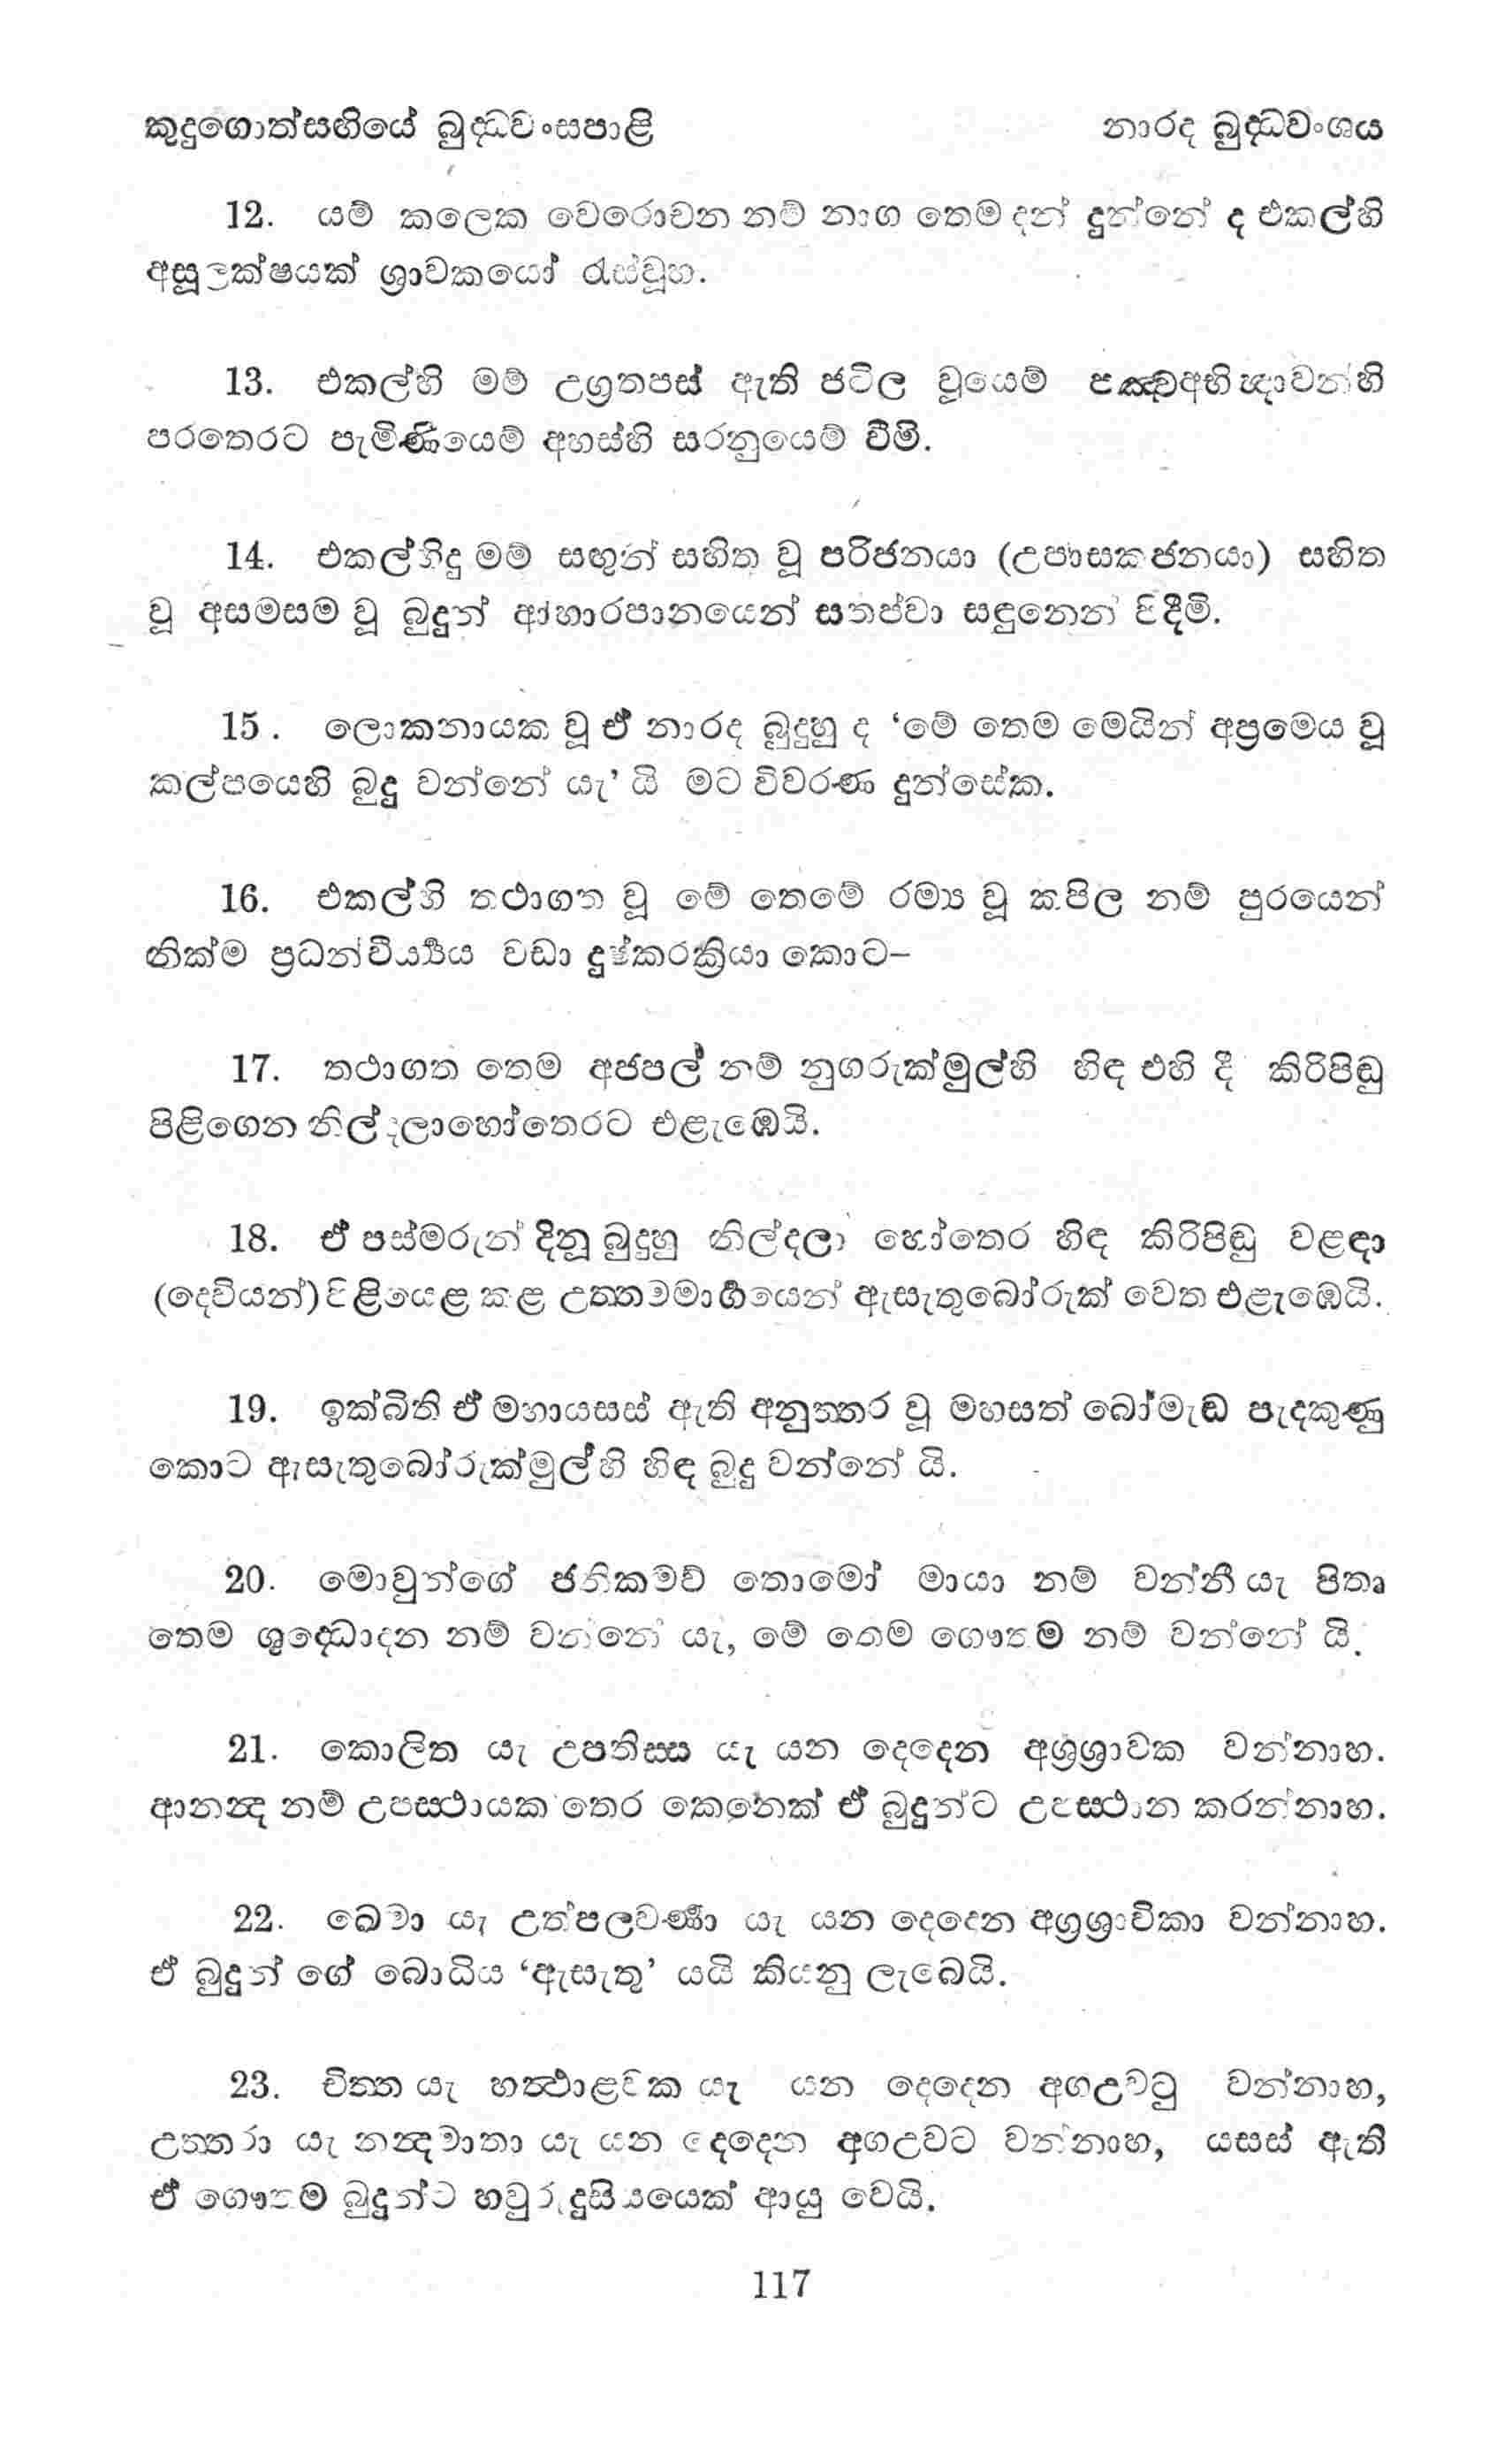 කුදුගොත්සඟියේ බුද්ධවංසපාළි නාරද බුද්ධවංශය
12. යම් කලෙක වෙරොචන නම් නාග තෙම දන් දුන්නේ ද එකල්හි
අසූලක්ෂයක් ශ්‍රාවකයෝ රැස්වූහ.
13. එකල්හි මම් උග්‍රතපස් ඇති ජටිල වූයෙම් පඤ්චඅභිඥාවන්හි
පරතෙරට පැමිණියෙම් අහස්හි සරනුයෙම් වීමි.
14. එකල්හිදු මම් සඟුන් සහිත වූ පරිජනයා (උපාසකජනයා) සහිත
වූ අසමසම වූ බුදුන් ආහාරපානයෙන් සතප්වා සඳුනෙන් පිදීමි.
15. ලොකනායක වූ ඒ නාරද බුදුහු ද ‘මේ තෙම මෙයින් අප්‍රමෙය වූ
කල්පයෙහි බුදු වන්නේ යැ’ යි මට විවරණ දුන්සේක.
16. එකල්හි තථාගත වූ මේ තෙමේ රම්‍ය වූ කපිල නම් පුරයෙන්
නික්ම ප්‍රධන්වීර්‍ය්‍යය වඩා දුෂ්කරක්‍රියා කොට–
17. තථාගත තෙම අජපල් නම් නුගරුක්මුල්හි හිඳ එහි දී කිරිපිඬු
පිළිගෙන නිල්දලාහෝතෙරට එළැඹෙයි.
18. ඒ පස්මරුන් දිනූ බුදුහු නිල්දලා හෝතෙර හිඳ කිරිපිඬු වළඳා
(දෙවියන්) පිළියෙළ කළ උත්තමමාර්ගයෙන් ඇසැතුබෝරුක් වෙත එළැඹෙයි.
19. ඉක්බිති ඒ මහායසස් ඇති අනුත්තර වූ මහසත් බෝමැඬ පැදකුණු
කොට ඇසැතුබෝරුක්මුල්හි හිඳ බුදු වන්නේ යි.
20. මොවුන්ගේ ජනිකමව් තොමෝ මායා නම් වන්නී යැ පිතෘ
තෙම ශුද්ධොදන නම් වන්නේ යැ, මේ තෙම ගෞතම නම් වන්නේ යි.
21. කොලිත යැ උපතිස්ස යැ යන දෙදෙන අග්‍රශ්‍රාවක වන්නාහ.
ආනන්ද නම් උපස්ථායක තෙර කෙනෙක් ඒ බුදුන්ට උපස්ථාන කරන්නාහ.
22. ඛෙමා යැ උත්පලවර්ණා යැ යන දෙදෙන අග්‍රශ්‍රාවිකා වන්නාහ.
ඒ බුදුන් ගේ බොධිය ‘ඇසැතු’ යයි කියනු ලැබෙයි.
23. චිත්ත යැ හත්ථාළවක යැ යන දෙදෙන අගඋවටු වන්නාහ,
උත්තරා යැ නන්දමාතා යැ යන දෙදෙන අගඋවට වන්නාහ, යසස් ඇති
ඒ ගෞතම බුදුන්ට හවුරුදුසියයෙක් ආයු වෙයි.
117